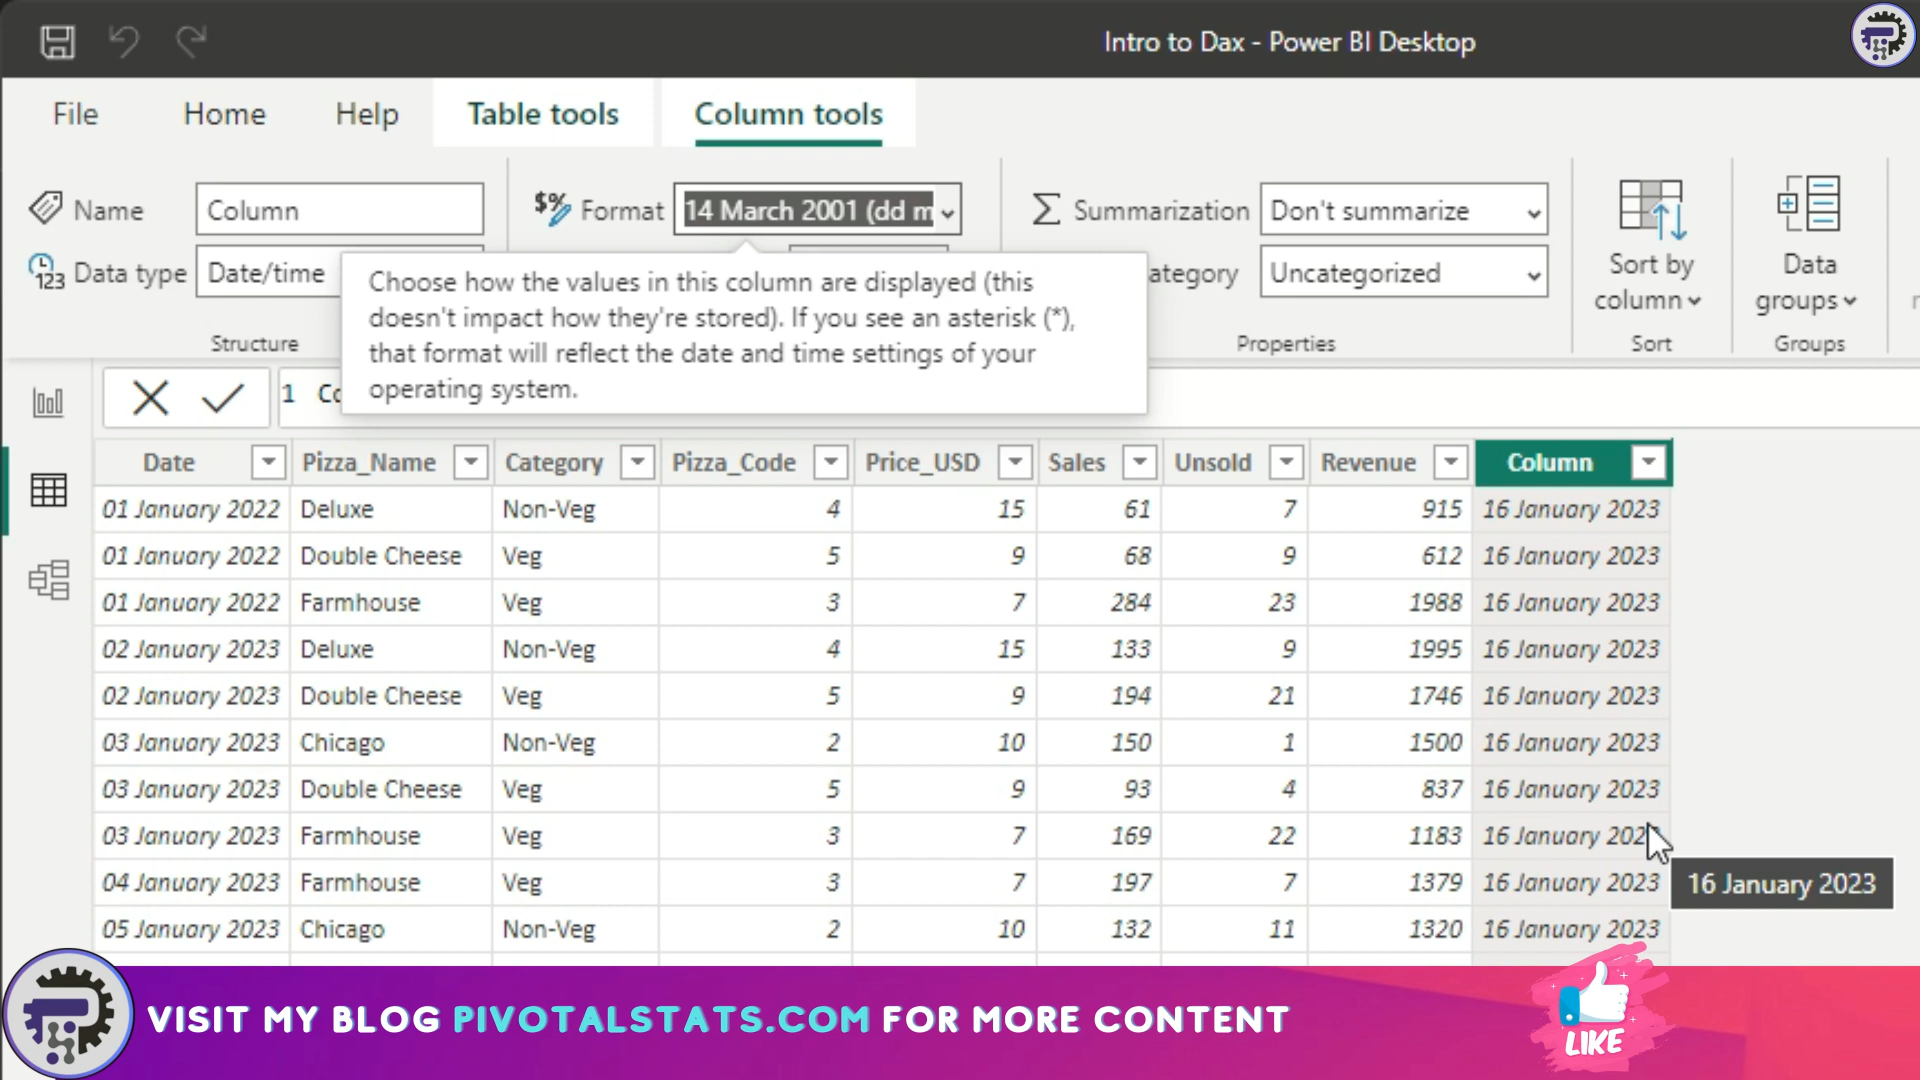 Intro to Dax - Power BI Desktop
File Home Help Table tools Column tools
Name Column $% Format 14 March 2001 (dd m Summarization Don't summarize
123 Data type Date/time ategory Uncategorized
Sort by column
Data groups
Structure Properties Sort Groups
Choose how the values in this column are displayed (this
doesn't impact how they're stored). If you see an asterisk (*),
that format will reflect the date and time settings of your
operating system.
1 Co
Date Pizza_Name Category Pizza_Code Price_USD Sales Unsold Revenue Column
01 January 2022 Deluxe Non-Veg 4 15 61 7 915 16 January 2023
01 January 2022 Double Cheese Veg 5 9 68 9 612 16 January 2023
01 January 2022 Farmhouse Veg 3 7 284 23 1988 16 January 2023
02 January 2023 Deluxe Non-Veg 4 15 133 9 1995 16 January 2023
02 January 2023 Double Cheese Veg 5 9 194 21 1746 16 January 2023
03 January 2023 Chicago Non-Veg 2 10 150 1 1500 16 January 2023
03 January 2023 Double Cheese Veg 5 9 93 4 837 16 January 2023
03 January 2023 Farmhouse Veg 3 7 169 22 1183 16 January 202
04 January 2023 Farmhouse Veg 3 7 197 7 1379 16 January 2023
16 January 2023
05 January 2023 Chicago Non-Veg 2 10 132 11 1320 16 January 2023
VISIT MY BLOG PIVOTALSTATS.COM FOR MORE CONTENT
LIKE